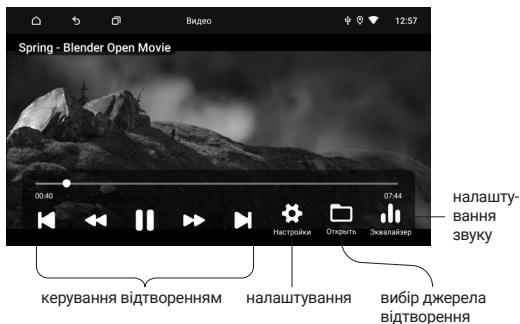 Видео
12:57
Spring - Blender Open Movie
00:40
07:44
Настройки
Открыть
Эквалайзер
налашту-
вання
звуку
керування відтворенням
налаштування
вибір джерела
відтворення